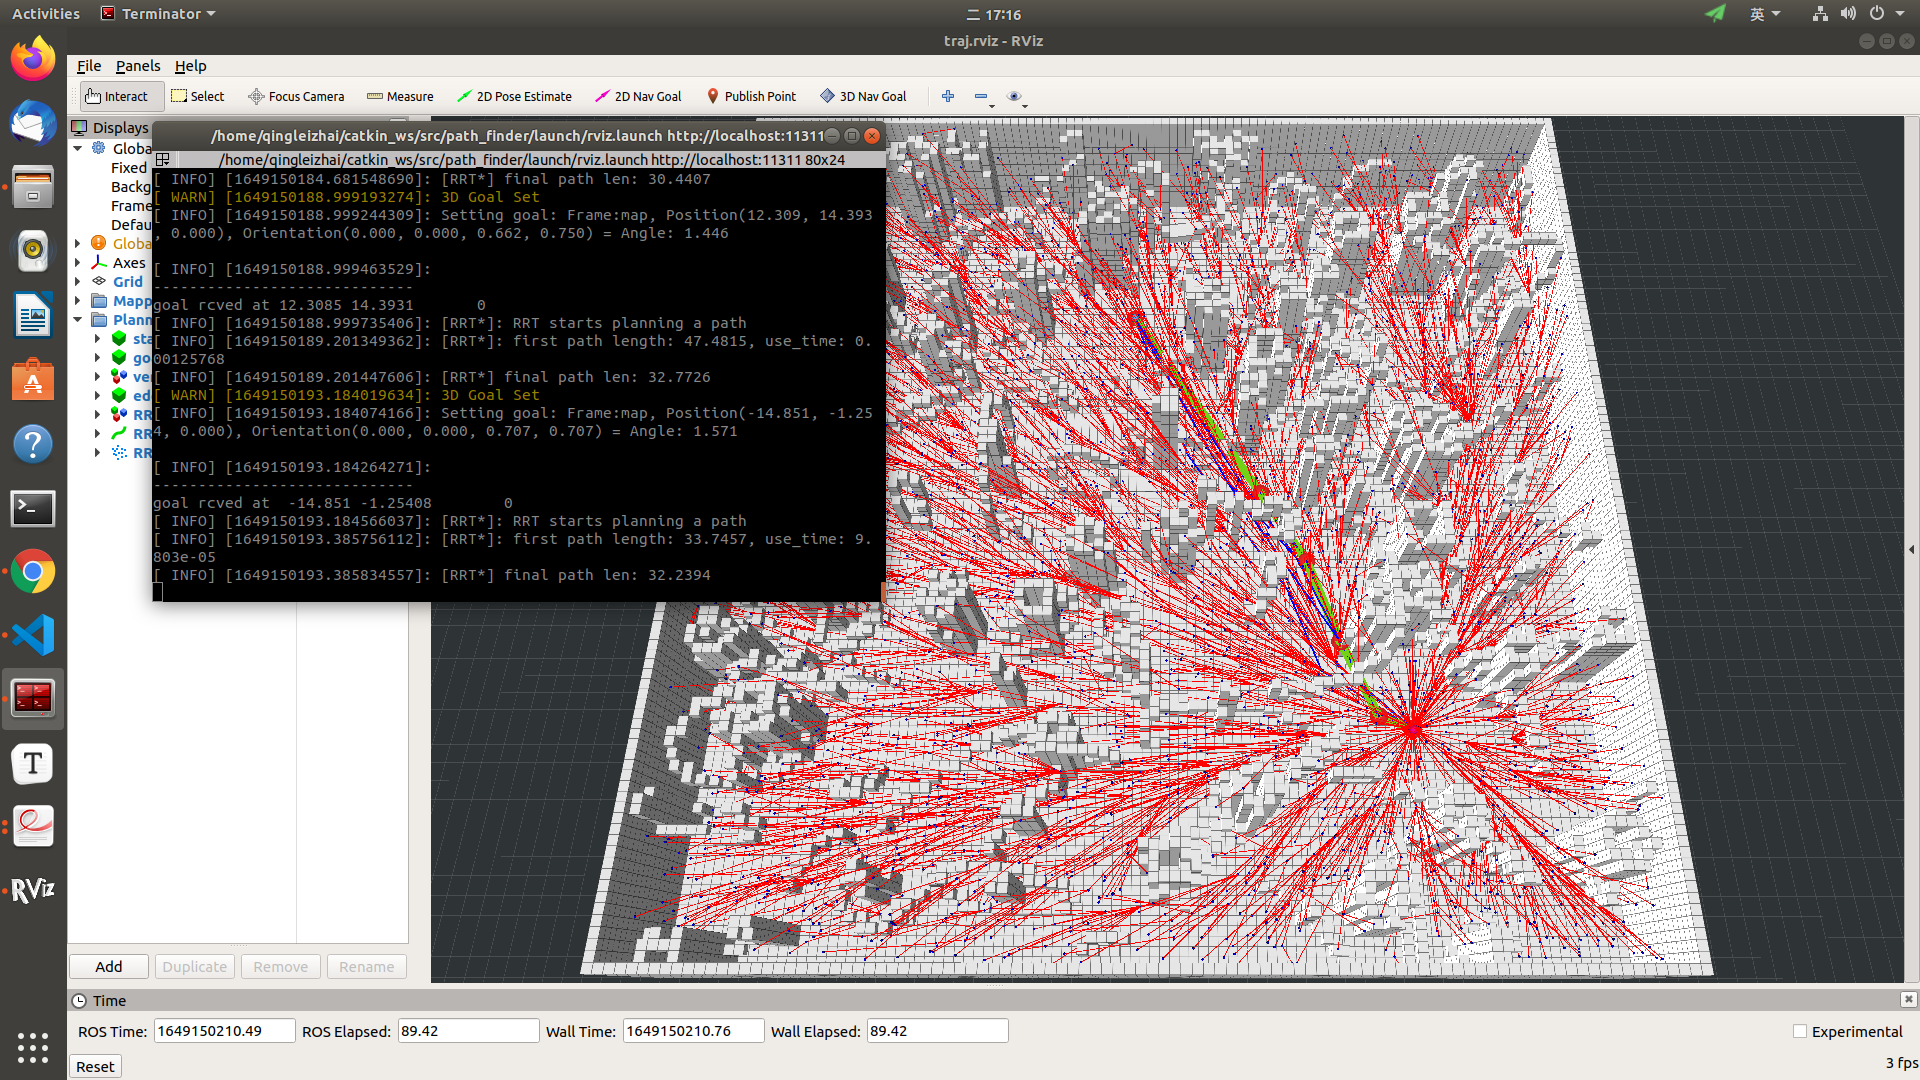 Activities
Terminator
二 17:16
英
traj.rviz - RViz
File Panels Help
Interact
Select
Focus Camera
Measure
2D Pose Estimate
2D Nav Goal
Publish Point
3D Nav Goal
Displays
Globa
Fixed
Backg
Frame
Defau
Globa
Axes
Grid
Mapp
Plann
sta
go
ve
ed
RR
RR
RR
/home/qingleizhai/catkin_ws/src/path_finder/launch/rviz.launch http://localhost:11311
/home/qingleizhai/catkin_ws/src/path_finder/launch/rviz.launch http://localhost:11311 80x24
[ INFO] [1649150184.681548690]: [RRT*] final path len: 30.4407
[ WARN] [1649150188.999193274]: 3D Goal Set
[ INFO] [1649150188.999244309]: Setting goal: Frame:map, Position(12.309, 14.393
, 0.000), Orientation(0.000, 0.000, 0.662, 0.750) = Angle: 1.446
[ INFO] [1649150188.999463529]:
-----------------------------
goal rcved at 12.3085 14.3931       0
[ INFO] [1649150188.999735406]: [RRT*]: RRT starts planning a path
[ INFO] [1649150189.201349362]: [RRT*]: first path length: 47.4815, use_time: 0.
00125768
[ INFO] [1649150189.201447606]: [RRT*] final path len: 32.7726
[ WARN] [1649150193.184019634]: 3D Goal Set
[ INFO] [1649150193.184074166]: Setting goal: Frame:map, Position(-14.851, -1.25
4, 0.000), Orientation(0.000, 0.000, 0.707, 0.707) = Angle: 1.571
[ INFO] [1649150193.184264271]:
-----------------------------
goal rcved at  -14.851 -1.25408        0
[ INFO] [1649150193.184566037]: [RRT*]: RRT starts planning a path
[ INFO] [1649150193.385756112]: [RRT*]: first path length: 33.7457, use_time: 9.
803e-05
[ INFO] [1649150193.385834557]: [RRT*] final path len: 32.2394
RViz
Add
Duplicate
Remove
Rename
Time
ROS Time: 1649150210.49
ROS Elapsed: 89.42
Wall Time: 1649150210.76
Wall Elapsed: 89.42
Experimental
Reset
3 fps